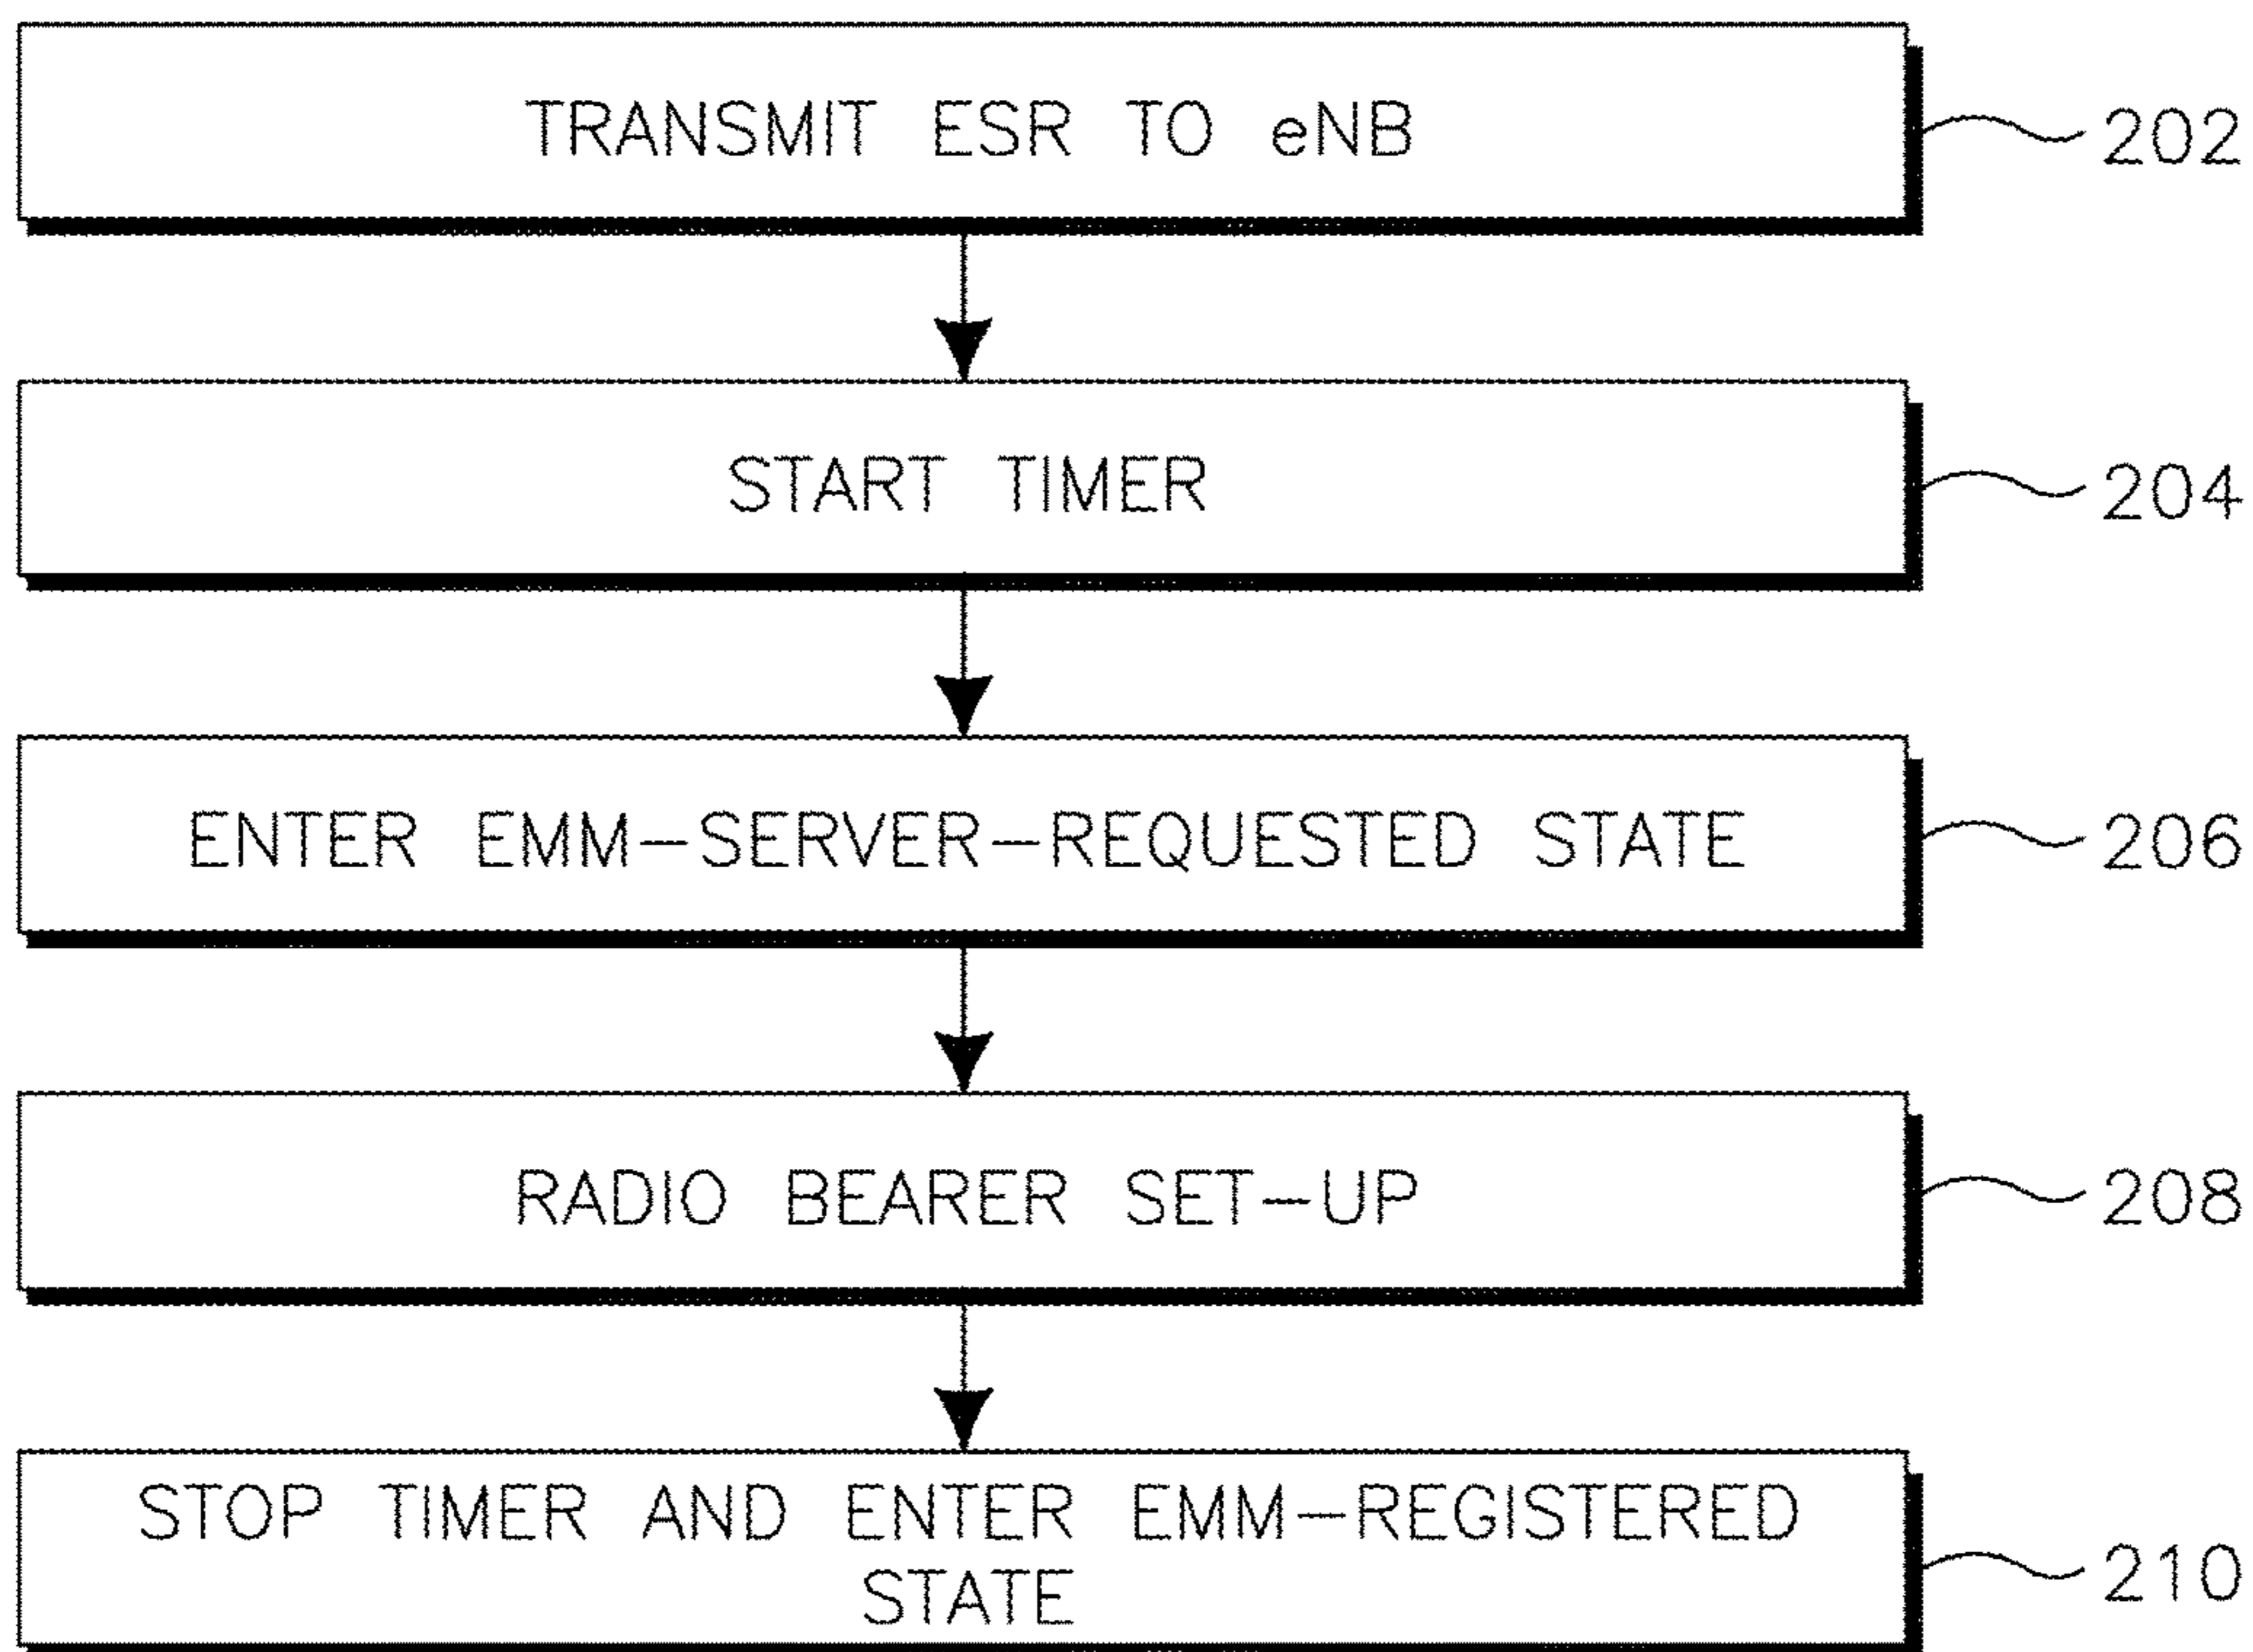 TRANSMIT ESR TO eNB
202
START TIMER
204
ENTER EMM-SERVER-REQUESTED STATE
206
RADIO BEARER SET-UP
208
STOP TIMER AND ENTER EMM-REGISTERED
STATE
210